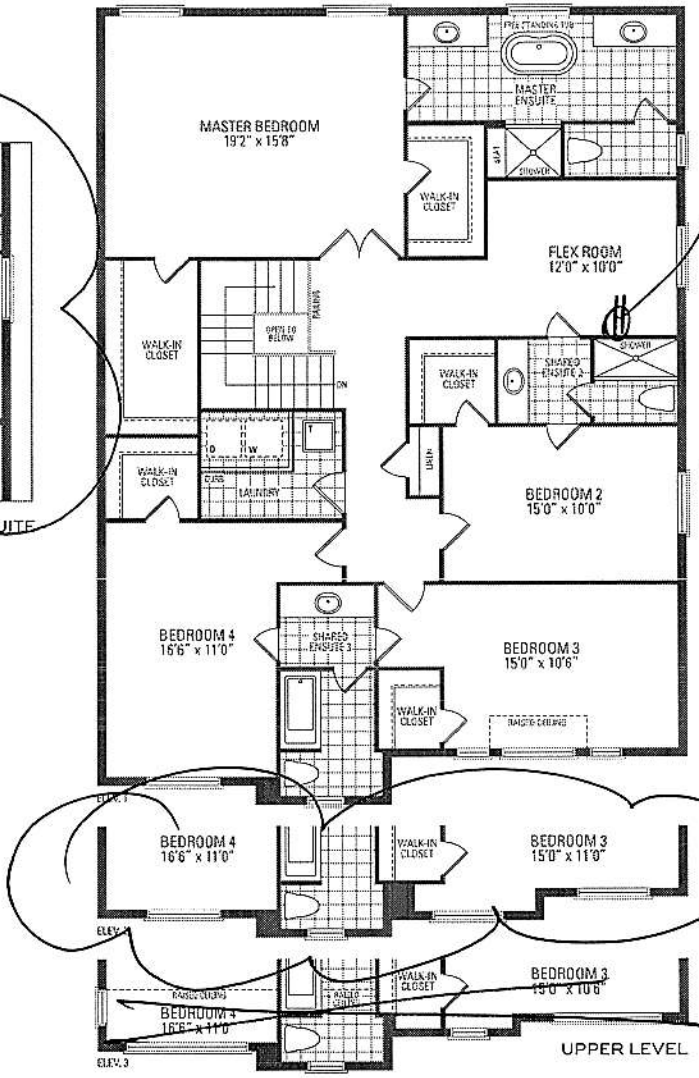 FREE STANDING TUB
MASTER
ENSUITE
MASTER BEDROOM
19'2" x 15'8"
SEAT
SHOWER
WALK-IN
CLOSET
FLEX ROOM
12'0" x 10'0"
RAILING
OPEN TO
BELOW
DN
WALK-IN
CLOSET
SHOWER
SHARED
ENSUITE 2
WALK-IN
CLOSET
D
W
T
LINEN
WALK-IN
CLOSET
LAUNDRY
BEDROOM 2
15'0" x 10'0"
UITE
BEDROOM 4
16'6" x 11'0"
SHARED
ENSUITE 3
BEDROOM 3
15'0" x 10'6"
WALK-IN
CLOSET
RAISED CEILING
ELEV. 1
BEDROOM 4
16'6" x 11'0"
WALK-IN
CLOSET
BEDROOM 3
15'0" x 11'0"
ELEV. 2
RAISED CEILING
BEDROOM 4
16'6" x 11'0"
RAISED
CEILING
WALK-IN
CLOSET
BEDROOM 3
15'0" x 10'6"
ELEV. 3
UPPER LEVEL